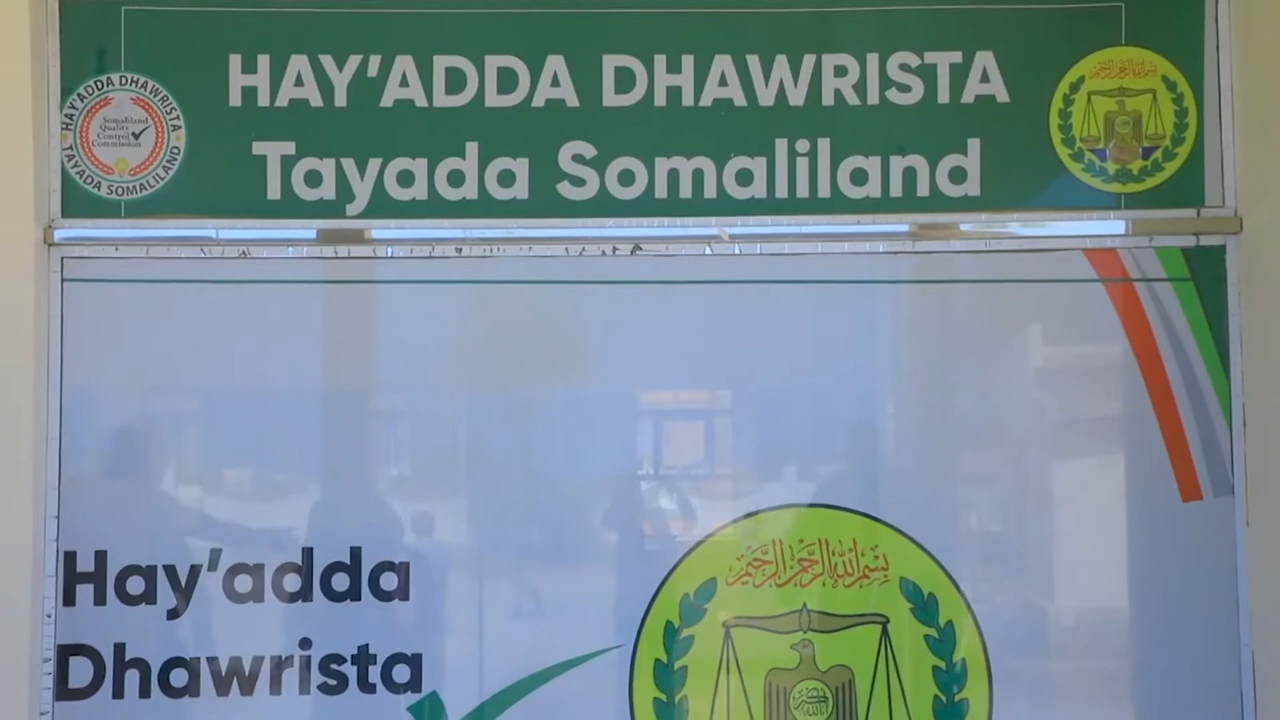 HAY'ADDA DHAWRISTA
Tayada Somaliland
HAY'ADDA DHAWRISTA
Somaliland
Quality
Control
Commission
TAYADA SOMALILAND
بسم الله الرحمن الرحيم
Hay'adda
Dhawrista
بسم الله الرحمن الرحيم